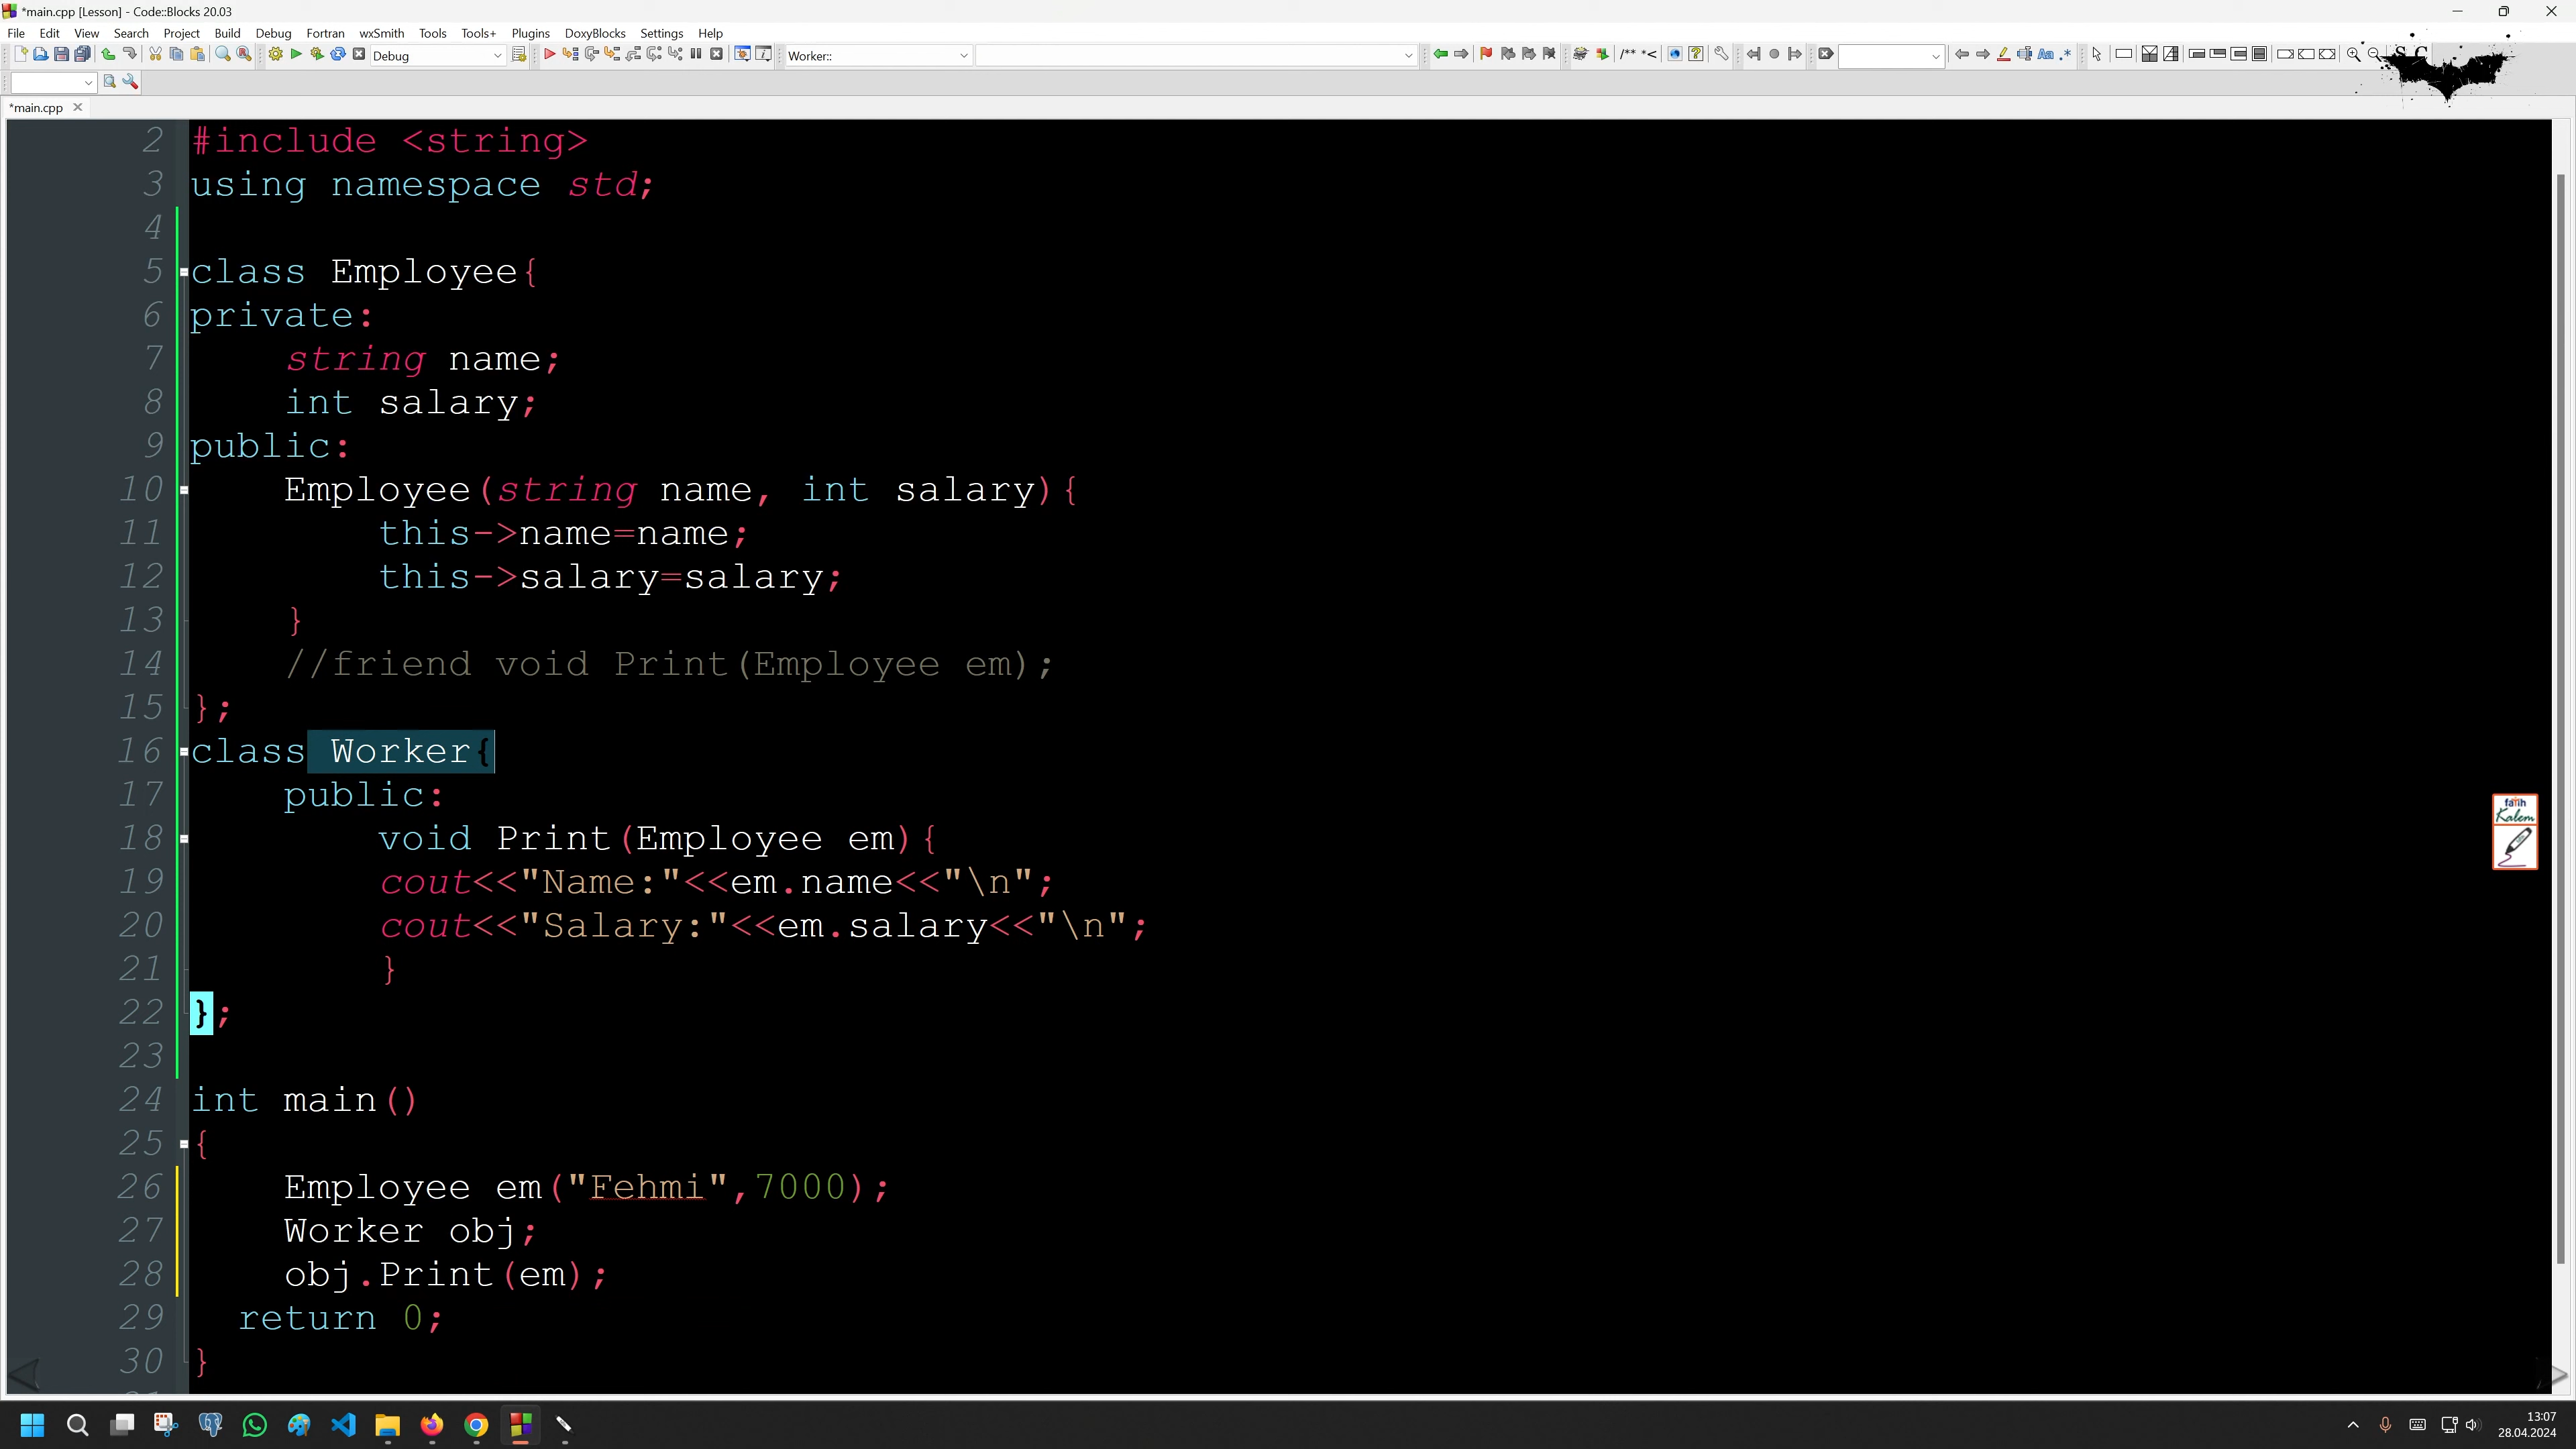 *main.cpp [Lesson] - Code::Blocks 20.03
File Edit View Search Project Build Debug Fortran wxSmith Tools Tools+ Plugins DoxyBlocks Settings Help
Debug
Worker::
/** *<
Aa .*
S C
*main.cpp
2 #include <string>
3 using namespace std;
4
5 class Employee{
6 private:
7 string name;
8 int salary;
9 public:
10 Employee(string name, int salary){
11 this->name=name;
12 this->salary=salary;
13 }
14 //friend void Print(Employee em);
15 };
16 class Worker{
17 public:
18 void Print(Employee em){
19 cout<<"Name:"<<em.name<<"\n";
20 cout<<"Salary:"<<em.salary<<"\n";
21 }
22 };
23
24 int main()
25 {
26 Employee em("Fehmi",7000);
27 Worker obj;
28 obj.Print(em);
29 return 0;
30 }
fatih
Kalem
13:07
28.04.2024